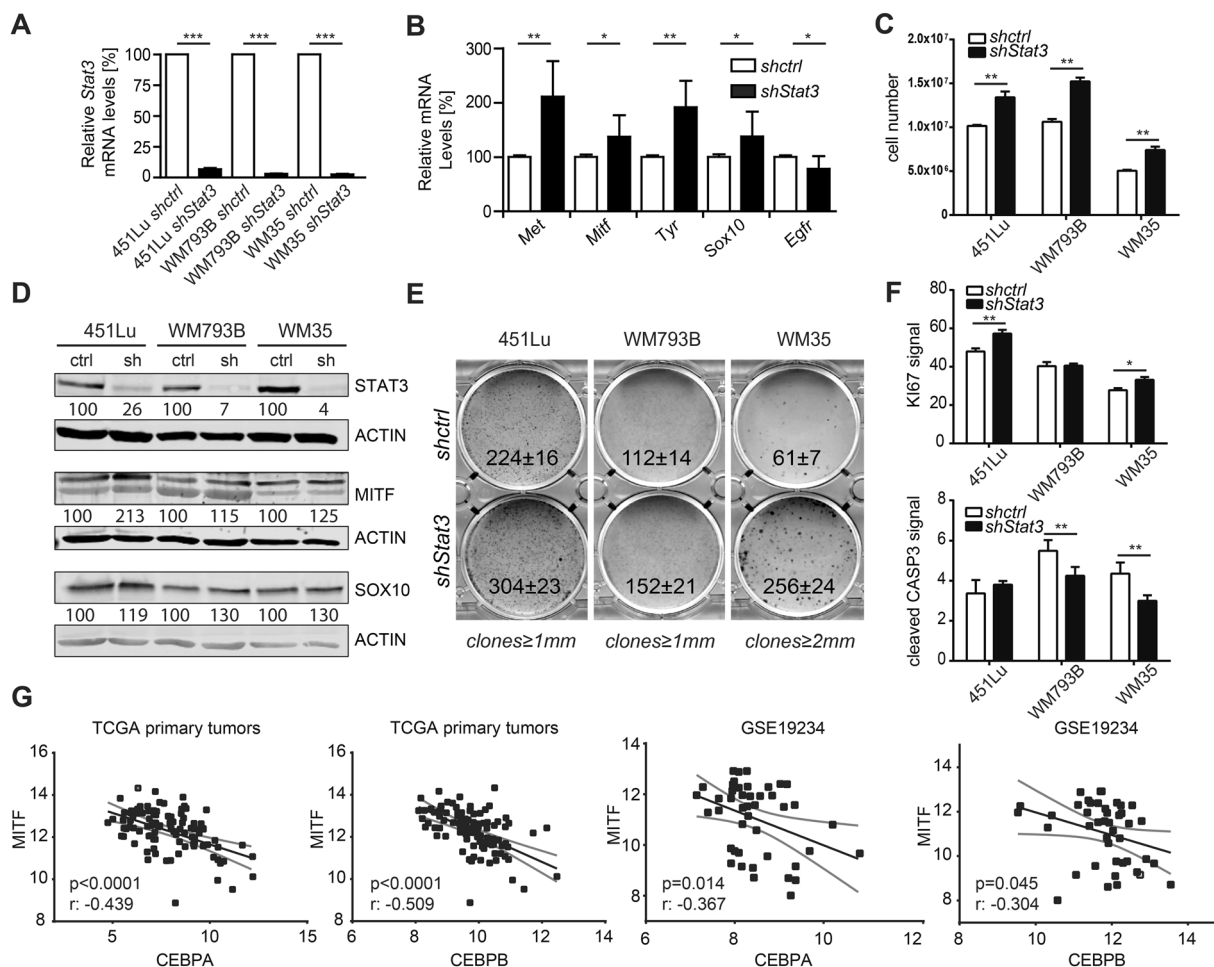 A
Relative Stat3
mRNA levels [%]
100
75
50
25
0
*** *** ***
451Lu shctrl
451Lu shStat3
WM793B shctrl
WM793B shStat3
WM35 shctrl
WM35 shStat3
B
Relative mRNA
Levels [%]
300
200
100
0
** * ** * *
shctrl
shStat3
Met Mitf Tyr Sox10 Egfr
C
cell number
2.0x10⁷
1.5x10⁷
1.0x10⁷
5.0x10⁶
0
shctrl
shStat3
** ** **
451Lu WM793B WM35
D
451Lu WM793B WM35
ctrl sh ctrl sh ctrl sh
STAT3
100 26 100 7 100 4
ACTIN
MITF
100 213 100 115 100 125
ACTIN
SOX10
100 119 100 130 100 130
ACTIN
E
451Lu WM793B WM35
shctrl
224±16 112±14 61±7
shStat3
304±23 152±21 256±24
clones≥1mm clones≥1mm clones≥2mm
F
KI67 signal
80
60
40
20
0
shctrl
shStat3
** *
451Lu WM793B WM35
cleaved CASP3 signal
8
6
4
2
0
shctrl
shStat3
** **
451Lu WM793B WM35
G
TCGA primary tumors
MITF
16
14
12
10
8
p<0.0001
r: -0.439
5 10 15
CEBPA
TCGA primary tumors
MITF
16
14
12
10
8
p<0.0001
r: -0.509
6 8 10 12 14
CEBPB
GSE19234
MITF
14
12
10
8
p=0.014
r: -0.367
6 8 10 12
CEBPA
GSE19234
MITF
14
12
10
8
6
p=0.045
r: -0.304
8 10 12 14
CEBPB